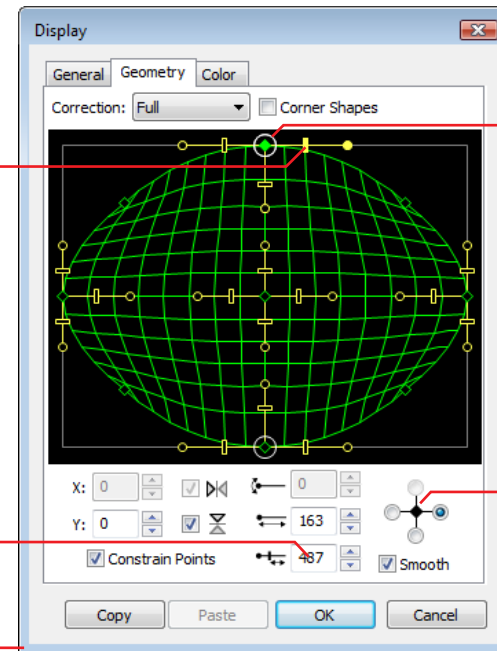 Display
General Geometry Color
Correction: Full Corner Shapes
X: 0 0
Y: 0 163
Constrain Points 487 Smooth
Copy Paste OK Cancel